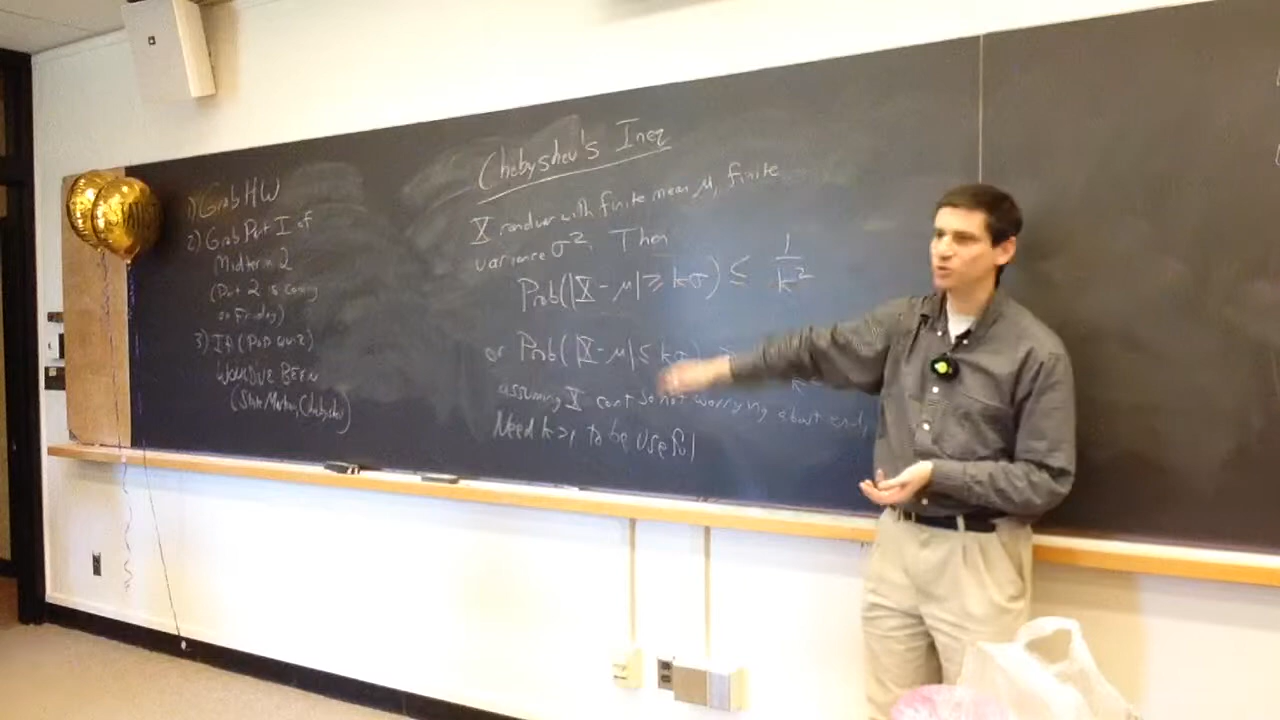 1) Grab HW
2) Grab Part I of
Midterm 2
(Part 2 is coming
on Friday)
3) If (Pop quiz)
WOULD'VE BEEN
(State Markov, Chebyshev)
Chebyshev's Ineq
X random with finite mean μ, finite
variance σ². Then
Prob(|X - μ| ≥ kσ) ≤ 1/k²
or Prob(|X - μ| ≤ kσ)
assuming X cont so not worrying about end
Need k>1 to be useful